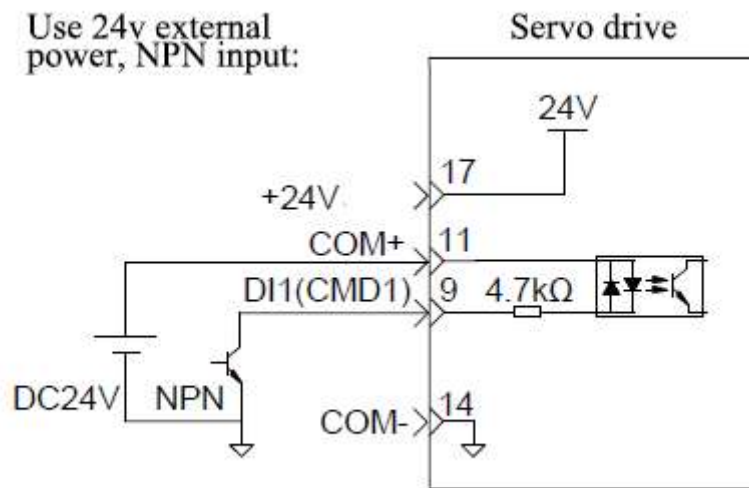 Use 24v external
power, NPN input:
Servo drive
24V
17
+24V
COM+
11
DI1(CMD1)
9
4.7kΩ
DC24V
NPN
COM-
14